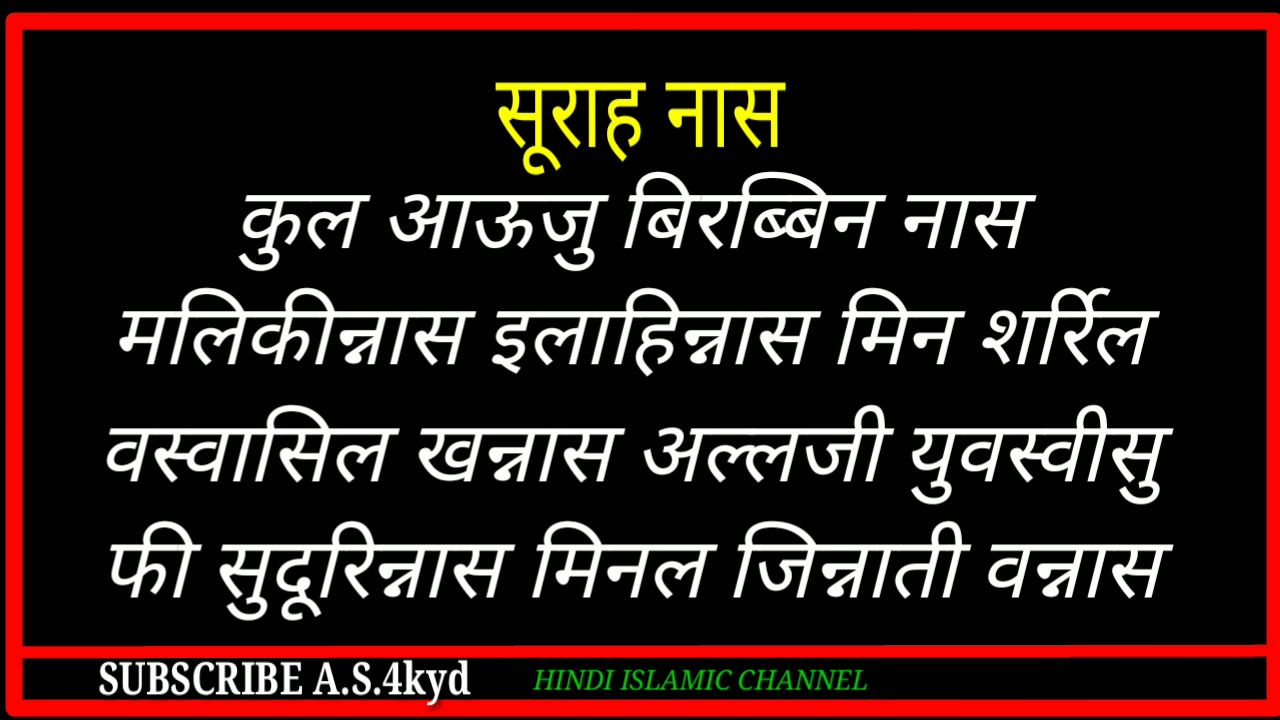 सूराह नास
कुल आऊजु बिरब्बिन नास
मलिकीन्नास इलाहिन्नास मिन शर्रिल
वस्वासिल खन्नास अल्लजी युवस्वीसु
फी सुदूरिन्नास मिनल जिन्नाती वन्नास
SUBSCRIBE A.S.4kyd HINDI ISLAMIC CHANNEL